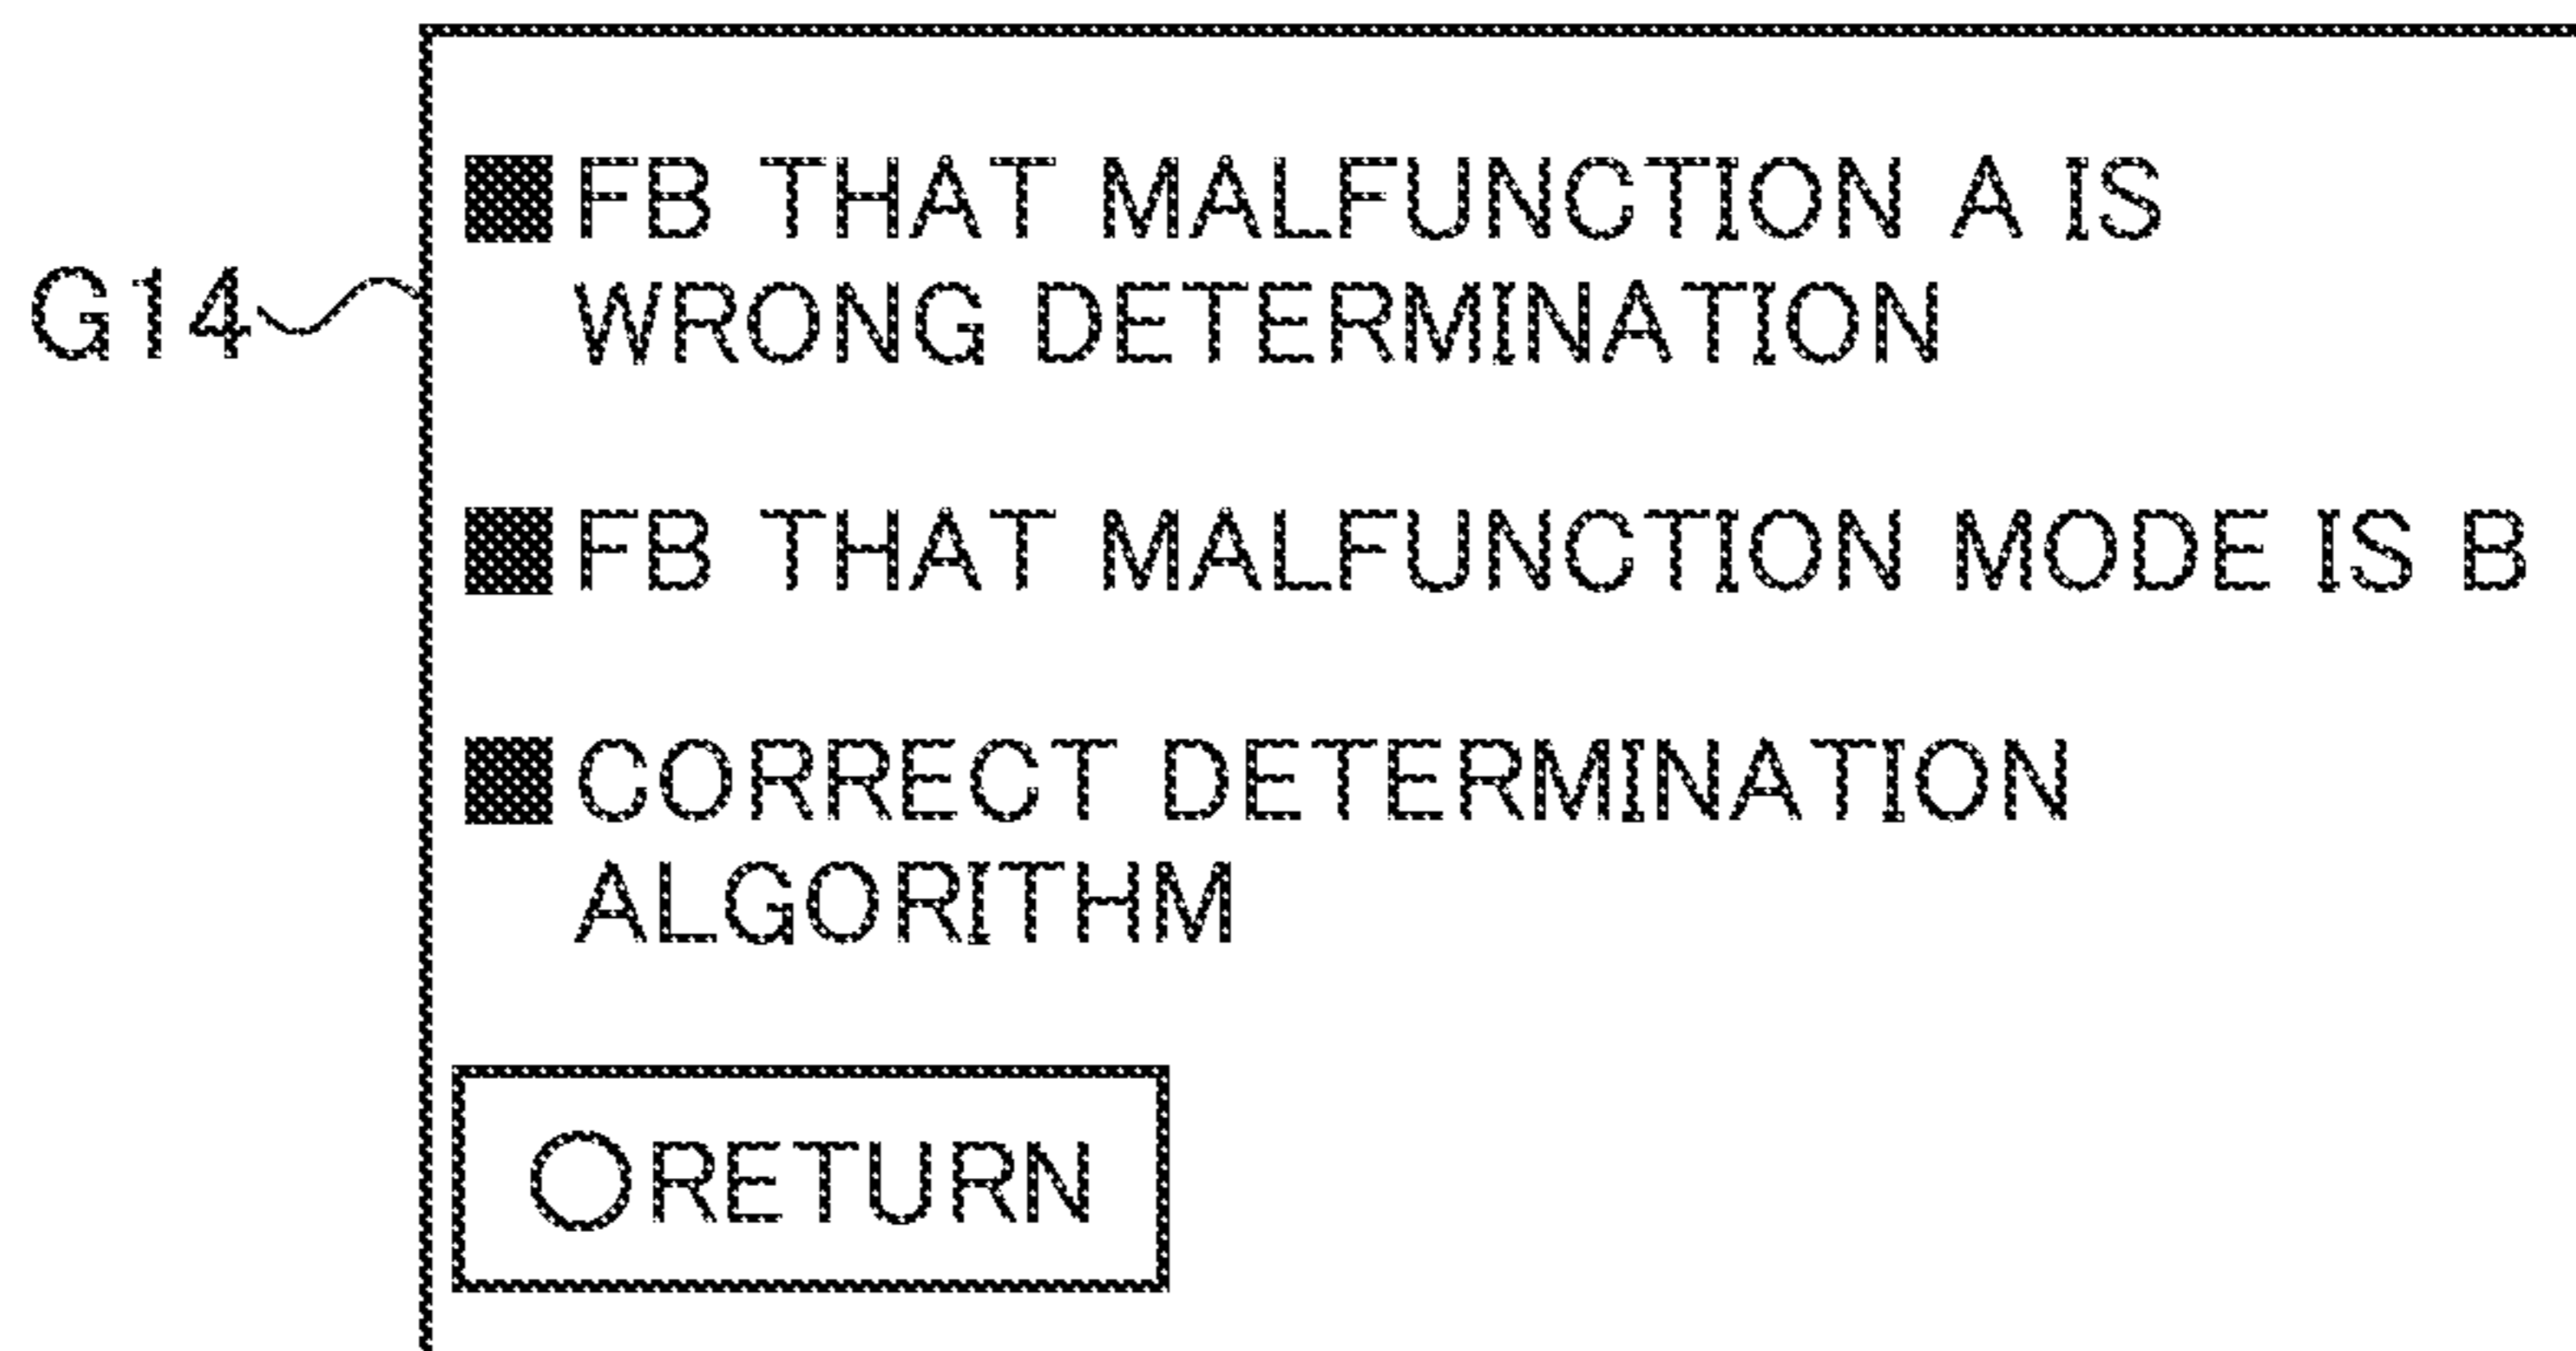 ■FB THAT MALFUNCTION A IS
WRONG DETERMINATION
G14
■FB THAT MALFUNCTION MODE IS B
■CORRECT DETERMINATION
ALGORITHM
○RETURN